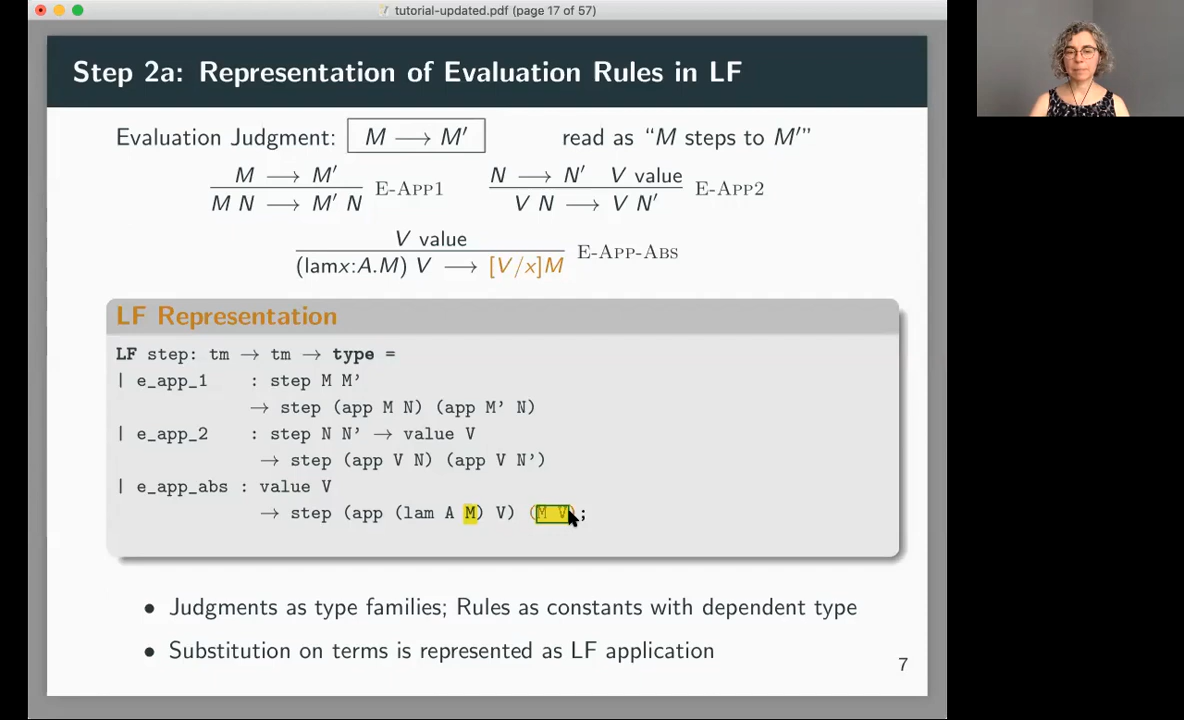 tutorial-updated.pdf (page 17 of 57)
Step 2a: Representation of Evaluation Rules in LF
Evaluation Judgment: M ⟶ M′ read as “M steps to M′”
M ⟶ M′
M N ⟶ M′ N
E-App1
N ⟶ N′ V value
V N ⟶ V N′
E-App2
V value
(lamx:A.M) V ⟶ [V/x]M
E-App-Abs
LF Representation
LF step: tm → tm → type =
| e_app_1 : step M M’
→ step (app M N) (app M’ N)
| e_app_2 : step N N’ → value V
→ step (app V N) (app V N’)
| e_app_abs : value V
→ step (app (lam A M) V) (M V);
• Judgments as type families; Rules as constants with dependent type
• Substitution on terms is represented as LF application
7